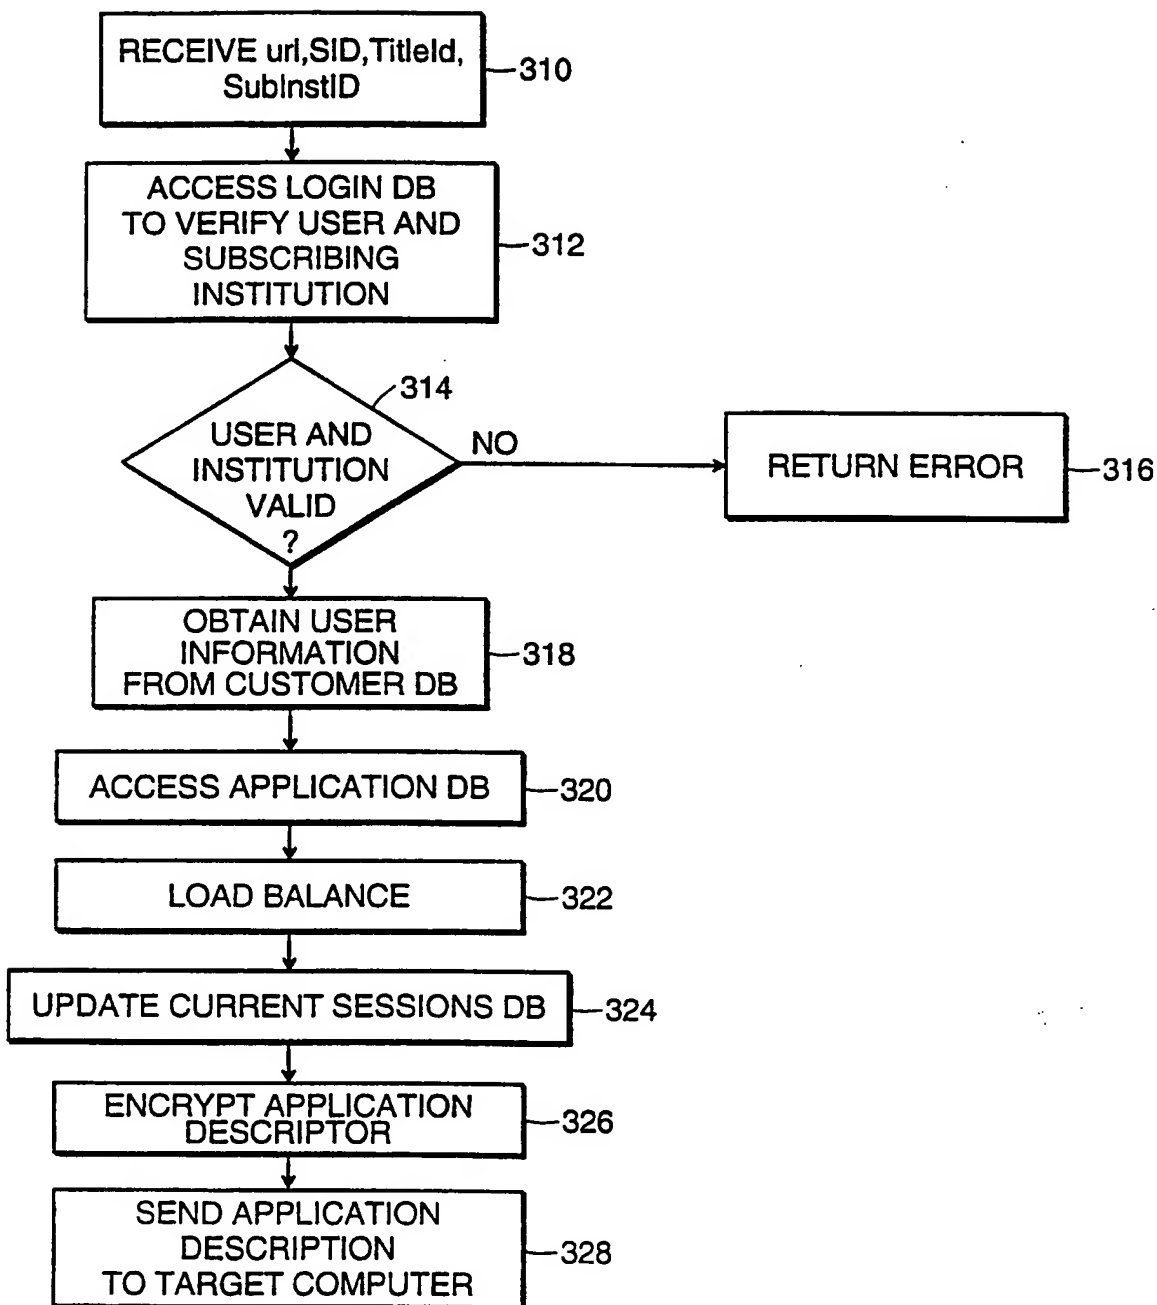 RECEIVE url,SID,TitleId,
SubInstID
310
ACCESS LOGIN DB
TO VERIFY USER AND
SUBSCRIBING
INSTITUTION
312
314
USER AND
INSTITUTION
VALID
?
NO
RETURN ERROR
316
OBTAIN USER
INFORMATION
FROM CUSTOMER DB
318
ACCESS APPLICATION DB
320
LOAD BALANCE
322
UPDATE CURRENT SESSIONS DB
324
ENCRYPT APPLICATION
DESCRIPTOR
326
SEND APPLICATION
DESCRIPTION
TO TARGET COMPUTER
328